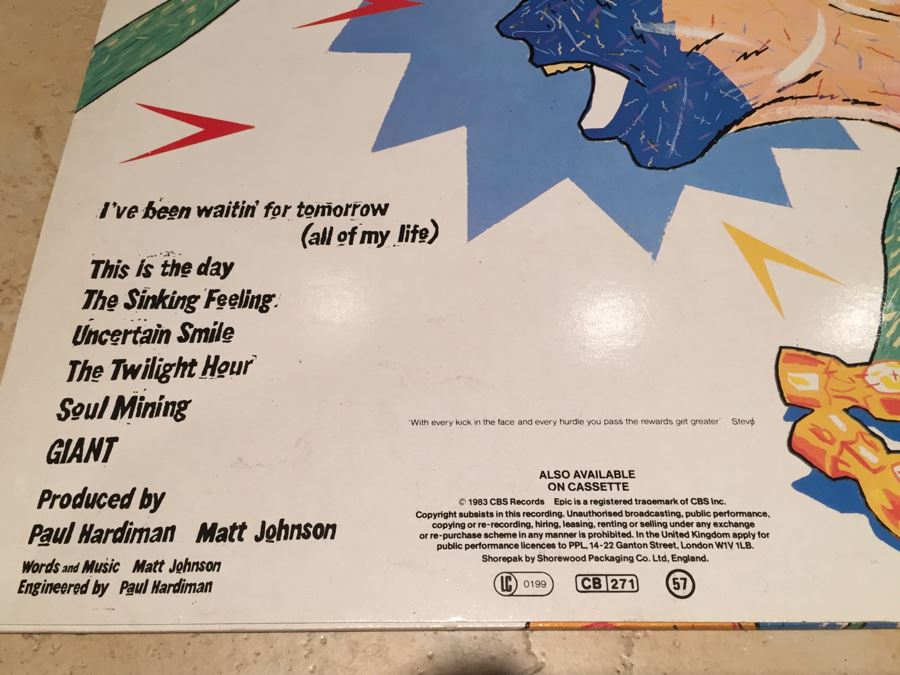 I've been waitin' for tomorrow
(all of my life)
This is the day
The Sinking Feeling
Uncertain Smile
The Twilight Hour
Soul Mining
GIANT
Produced by
Paul Hardiman Matt Johnson
Words and Music Matt Johnson
Engineered by Paul Hardiman
'With every kick in the face and every hurdle you pass the rewards get greater' Stevø
ALSO AVAILABLE
ON CASSETTE
© 1983 CBS Records Epic is a registered trademark of CBS Inc.
Copyright subsists in this recording. Unauthorised broadcasting, public performance,
copying or re-recording, hiring, leasing, renting or selling under any exchange
or re-purchase scheme in any manner is prohibited. In the United Kingdom apply for
public performance licences to PPL, 14-22 Ganton Street, London W1V 1LB.
Shorepak by Shorewood Packaging Co. Ltd, England.
LC 0199 CB 271 57